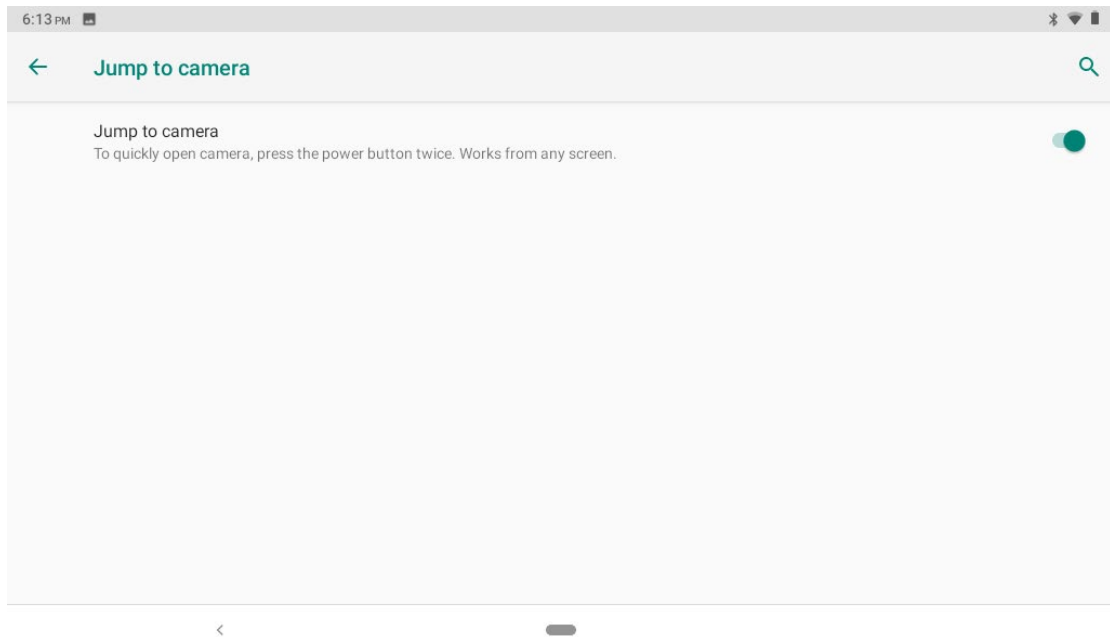 6:13 PM
Jump to camera
Jump to camera
To quickly open camera, press the power button twice. Works from any screen.